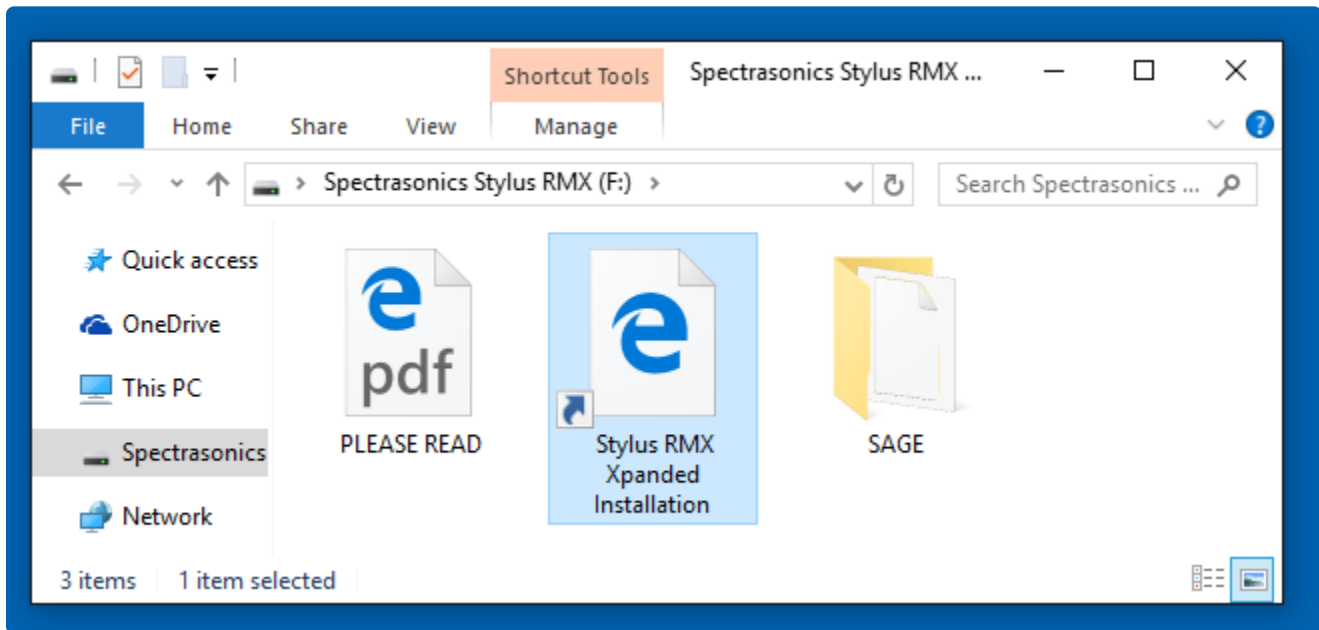 Shortcut Tools
Spectrasonics Stylus RMX ...
File
Home
Share
View
Manage
?
Spectrasonics Stylus RMX (F:)
Search Spectrasonics ...
Quick access
OneDrive
This PC
Spectrasonics
Network
pdf
PLEASE READ
Stylus RMX
Xpanded
Installation
SAGE
3 items
1 item selected